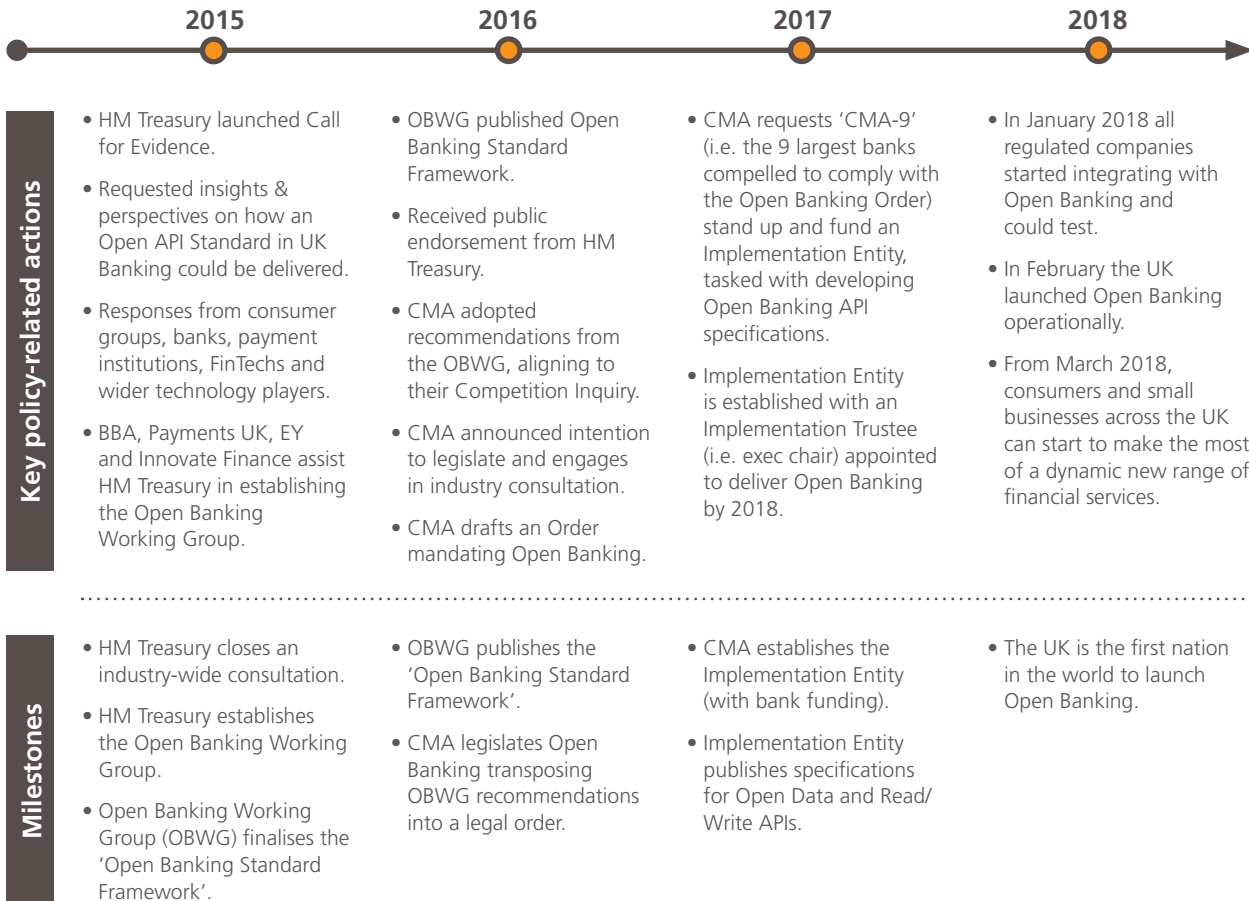 2015
2016
2017
2018
Key policy-related actions
• HM Treasury launched Call
for Evidence.
• Requested insights &
perspectives on how an
Open API Standard in UK
Banking could be delivered.
• Responses from consumer
groups, banks, payment
institutions, FinTechs and
wider technology players.
• BBA, Payments UK, EY
and Innovate Finance assist
HM Treasury in establishing
the Open Banking
Working Group.
• OBWG published Open
Banking Standard
Framework.
• Received public
endorsement from HM
Treasury.
• CMA adopted
recommendations from
the OBWG, aligning to
their Competition Inquiry.
• CMA announced intention
to legislate and engages
in industry consultation.
• CMA drafts an Order
mandating Open Banking.
• CMA requests ‘CMA-9’
(i.e. the 9 largest banks
compelled to comply with
the Open Banking Order)
stand up and fund an
Implementation Entity,
tasked with developing
Open Banking API
specifications.
• Implementation Entity
is established with an
Implementation Trustee
(i.e. exec chair) appointed
to deliver Open Banking
by 2018.
• In January 2018 all
regulated companies
started integrating with
Open Banking and
could test.
• In February the UK
launched Open Banking
operationally.
• From March 2018,
consumers and small
businesses across the UK
can start to make the most
of a dynamic new range of
financial services.
Milestones
• HM Treasury closes an
industry-wide consultation.
• HM Treasury establishes
the Open Banking Working
Group.
• Open Banking Working
Group (OBWG) finalises the
‘Open Banking Standard
Framework’.
• OBWG publishes the
‘Open Banking Standard
Framework’.
• CMA legislates Open
Banking transposing
OBWG recommendations
into a legal order.
• CMA establishes the
Implementation Entity
(with bank funding).
• Implementation Entity
publishes specifications
for Open Data and Read/
Write APIs.
• The UK is the first nation
in the world to launch
Open Banking.